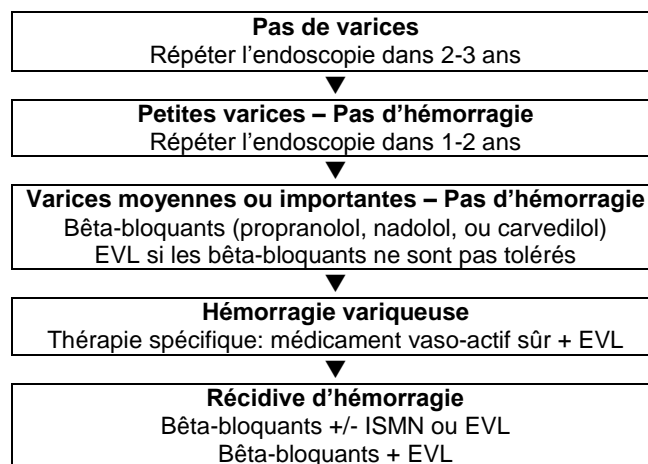 Pas de varices
Répéter l’endoscopie dans 2-3 ans
▼
Petites varices – Pas d’hémorragie
Répéter l’endoscopie dans 1-2 ans
▼
Varices moyennes ou importantes – Pas d’hémorragie
Bêta-bloquants (propranolol, nadolol, ou carvedilol)
EVL si les bêta-bloquants ne sont pas tolérés
▼
Hémorragie variqueuse
Thérapie spécifique: médicament vaso-actif sûr + EVL
▼
Récidive d’hémorragie
Bêta-bloquants +/- ISMN ou EVL
Bêta-bloquants + EVL